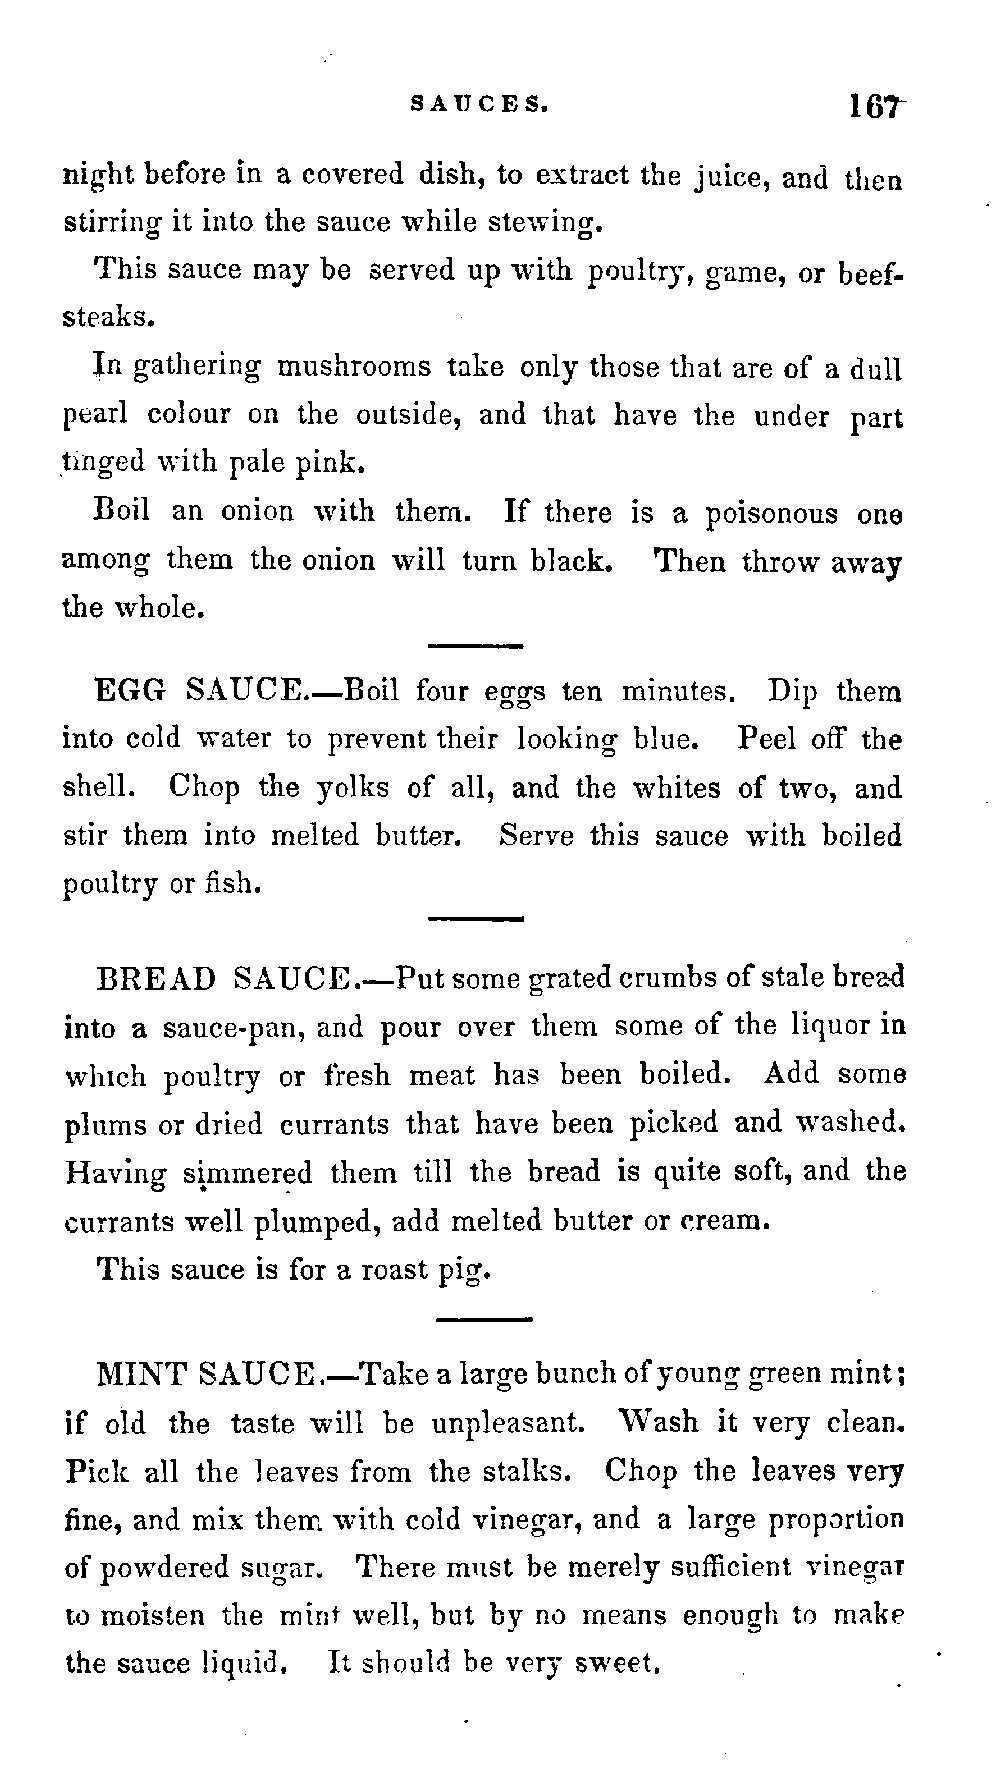 SAUCES. 167
night before in a covered dish, to extract the juice, and then
stirring it into the sauce while stewing.
This sauce may be served up with poultry, game, or beef-
steaks.
In gathering mushrooms take only those that are of a dull
pearl colour on the outside, and that have the under part
tinged with pale pink.
Boil an onion with them. If there is a poisonous one
among them the onion will turn black. Then throw away
the whole.
EGG SAUCE.—Boil four eggs ten minutes. Dip them
into cold water to prevent their looking blue. Peel off the
shell. Chop the yolks of all, and the whites of two, and
stir them into melted butter. Serve this sauce with boiled
poultry or fish.
BREAD SAUCE.—Put some grated crumbs of stale bread
into a sauce-pan, and pour over them some of the liquor in
which poultry or fresh meat has been boiled. Add some
plums or dried currants that have been picked and washed.
Having simmered them till the bread is quite soft, and the
currants well plumped, add melted butter or cream.
This sauce is for a roast pig.
MINT SAUCE.—Take a large bunch of young green mint;
if old the taste will be unpleasant. Wash it very clean.
Pick all the leaves from the stalks. Chop the leaves very
fine, and mix them with cold vinegar, and a large proportion
of powdered sugar. There must be merely sufficient vinegar
to moisten the mint well, but by no means enough to make
the sauce liquid. It should be very sweet.